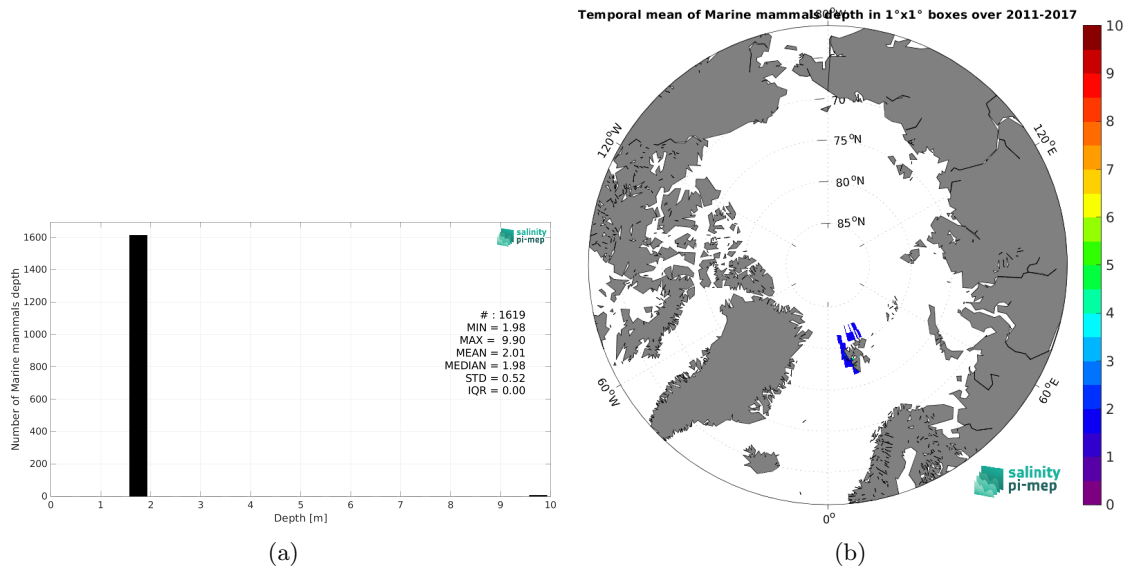 1600
1400
1200
1000
800
600
400
200
0
Number of Marine mammals depth
salinity
pi-mep
# : 1619
MIN = 1.98
MAX = 9.90
MEAN = 2.01
MEDIAN = 1.98
STD = 0.52
IQR = 0.00
0 1 2 3 4 5 6 7 8 9 10
Depth [m]
(a)
Temporal mean of Marine mammals depth in 1°x1° boxes over 2011-2017
180°W
120°W
120°E
70
75°N
80°N
85°N
60°W
60°E
0°
salinity
pi-mep
10
9
8
7
6
5
4
3
2
1
0
(b)